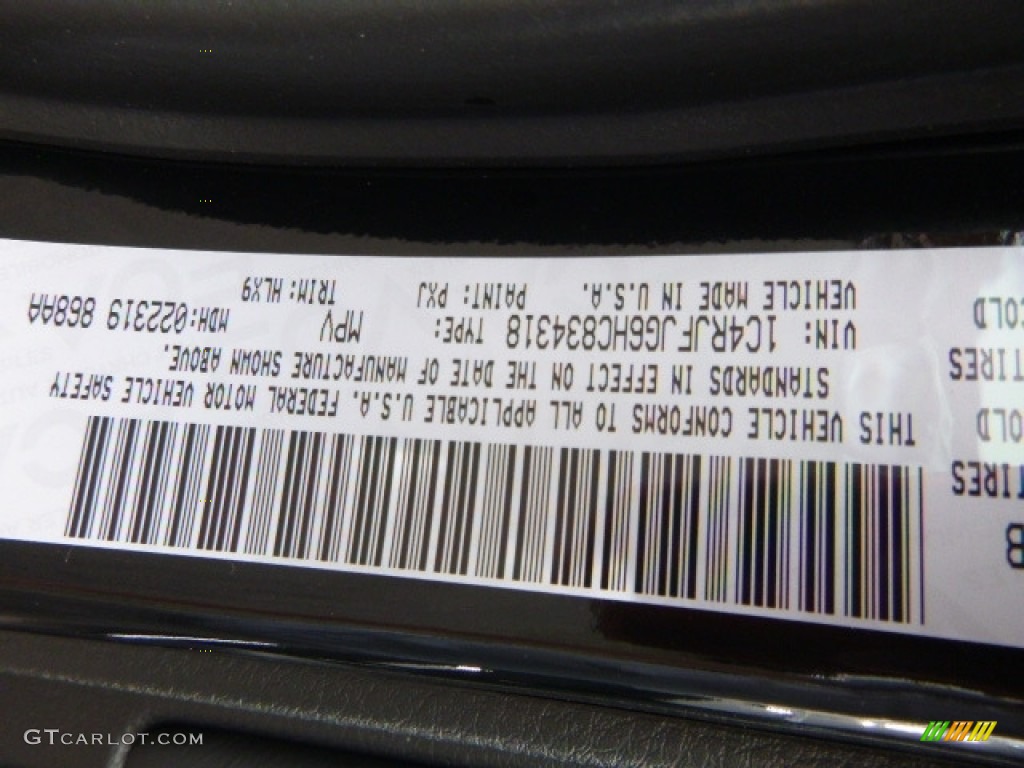 B
TIRES
OLD
TIRES
COLD
THIS VEHICLE CONFORMS TO ALL APPLICABLE U.S.A. FEDERAL MOTOR VEHICLE SAFETY
STANDARDS IN EFFECT ON THE DATE OF MANUFACTURE SHOWN ABOVE.
VIN: 1C4RJFJG6HC834318 TYPE: MPV MDH:022319 868AA
VEHICLE MADE IN U.S.A. PAINT: PXJ TRIM:HLX9
GTCARLOT.COM